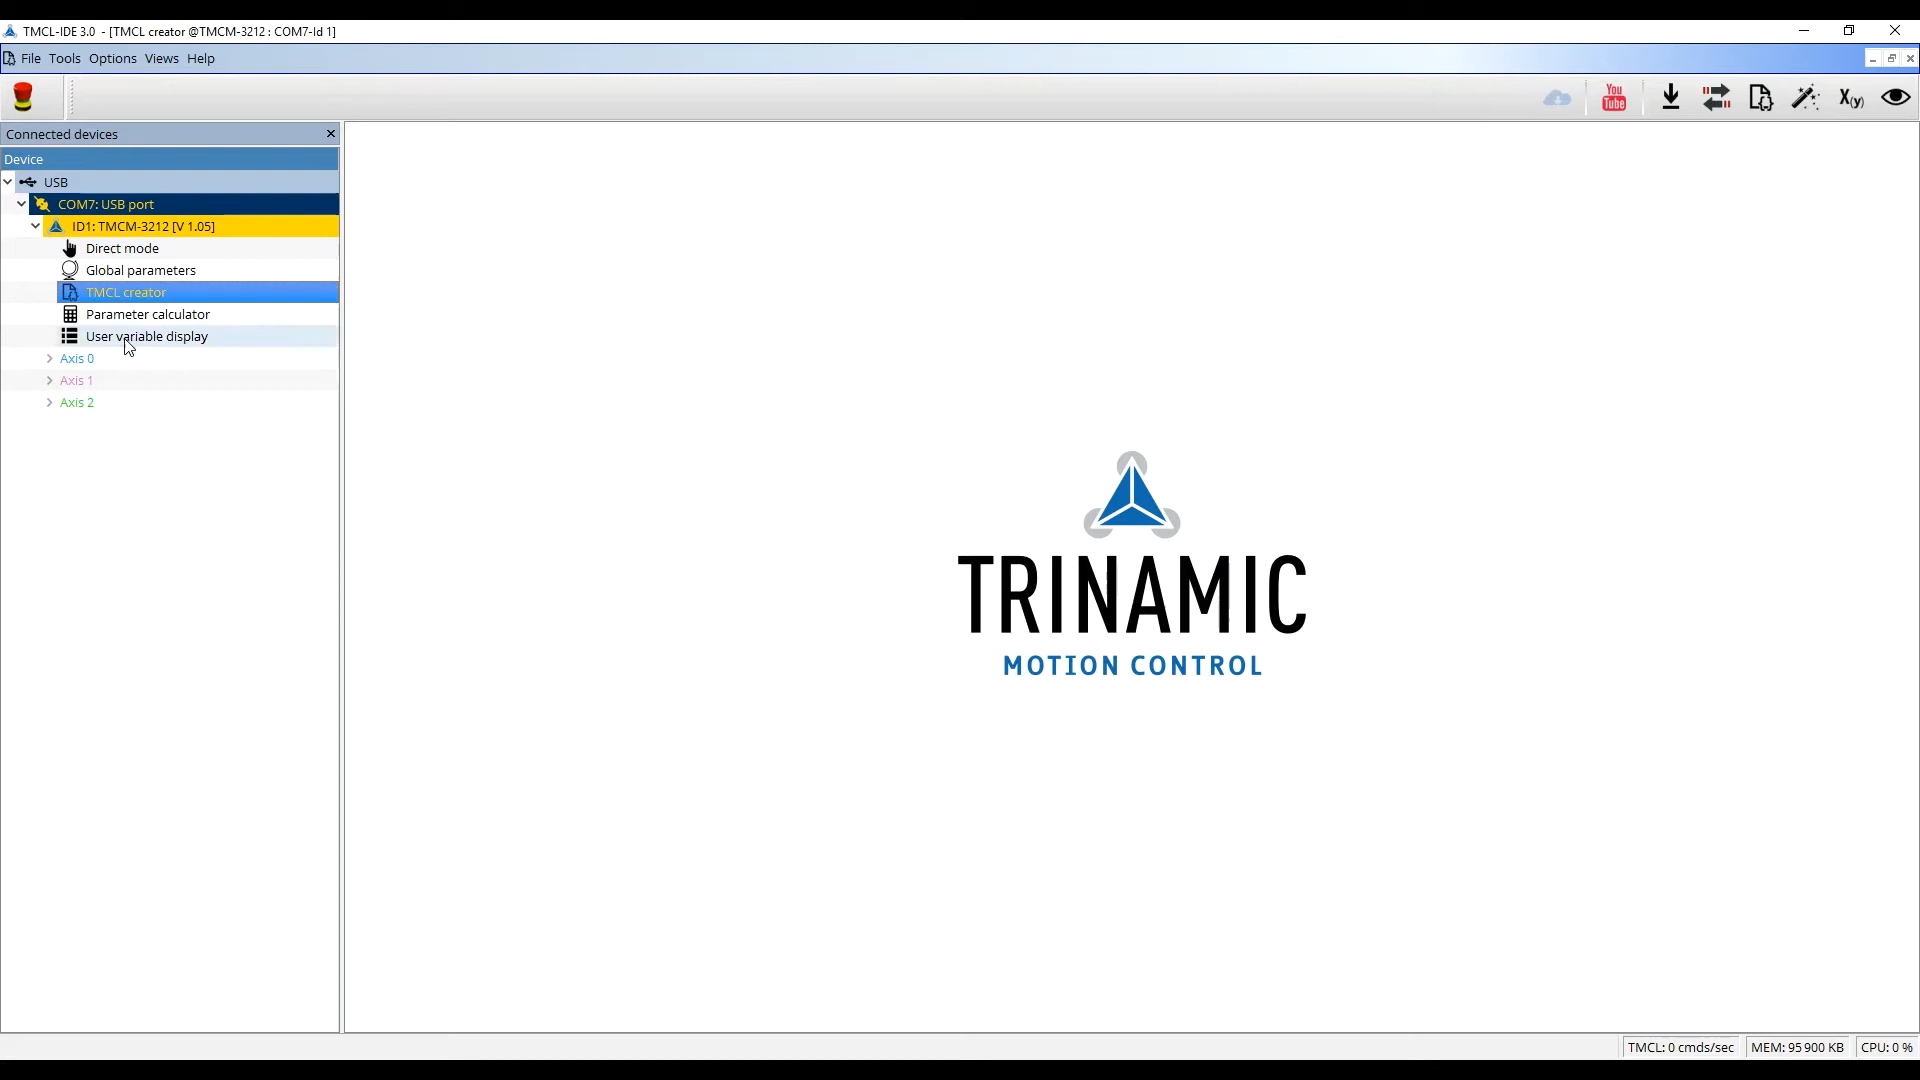 TMCL-IDE 3.0 - [TMCL creator @TMCM-3212 : COM7-Id 1]
File Tools Options Views Help
You Tube X(y)
Connected devices
Device
USB
COM7: USB port
ID1: TMCM-3212 [V 1.05]
Direct mode
Global parameters
TMCL creator
Parameter calculator
User variable display
Axis 0
Axis 1
Axis 2
TRINAMIC
MOTION CONTROL
TMCL: 0 cmds/sec MEM: 95 900 KB CPU: 0 %